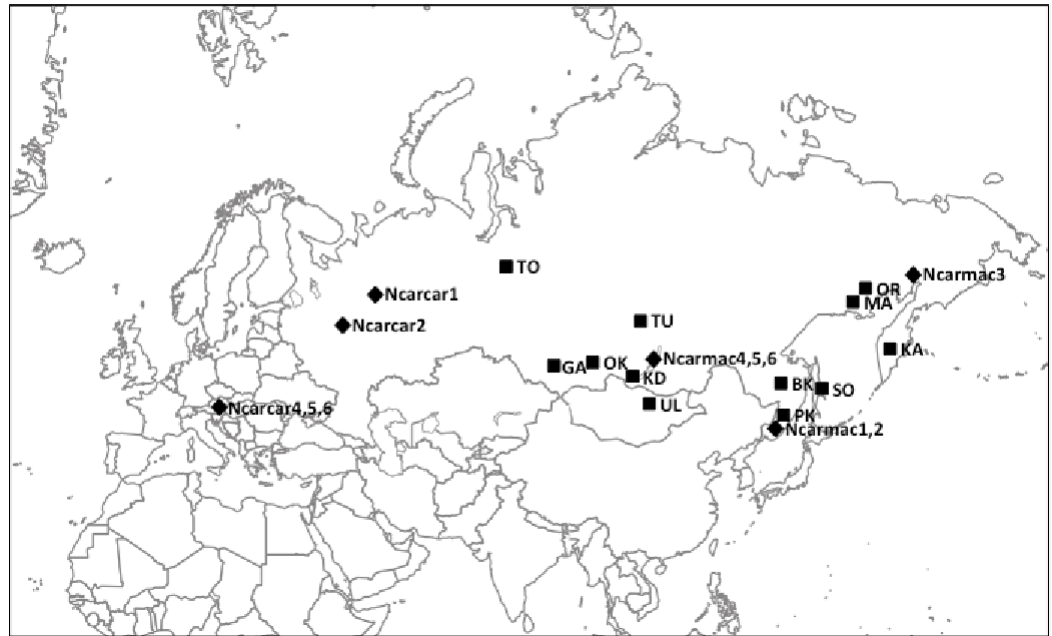 TO
Ncarmac3
OR
Ncarcar1
MA
TU
Ncarcar2
KA
Ncarmac4,5,6
OK
GA
KD
BK
SO
UL
Ncarcar4,5,6
PK
Ncarmac1,2